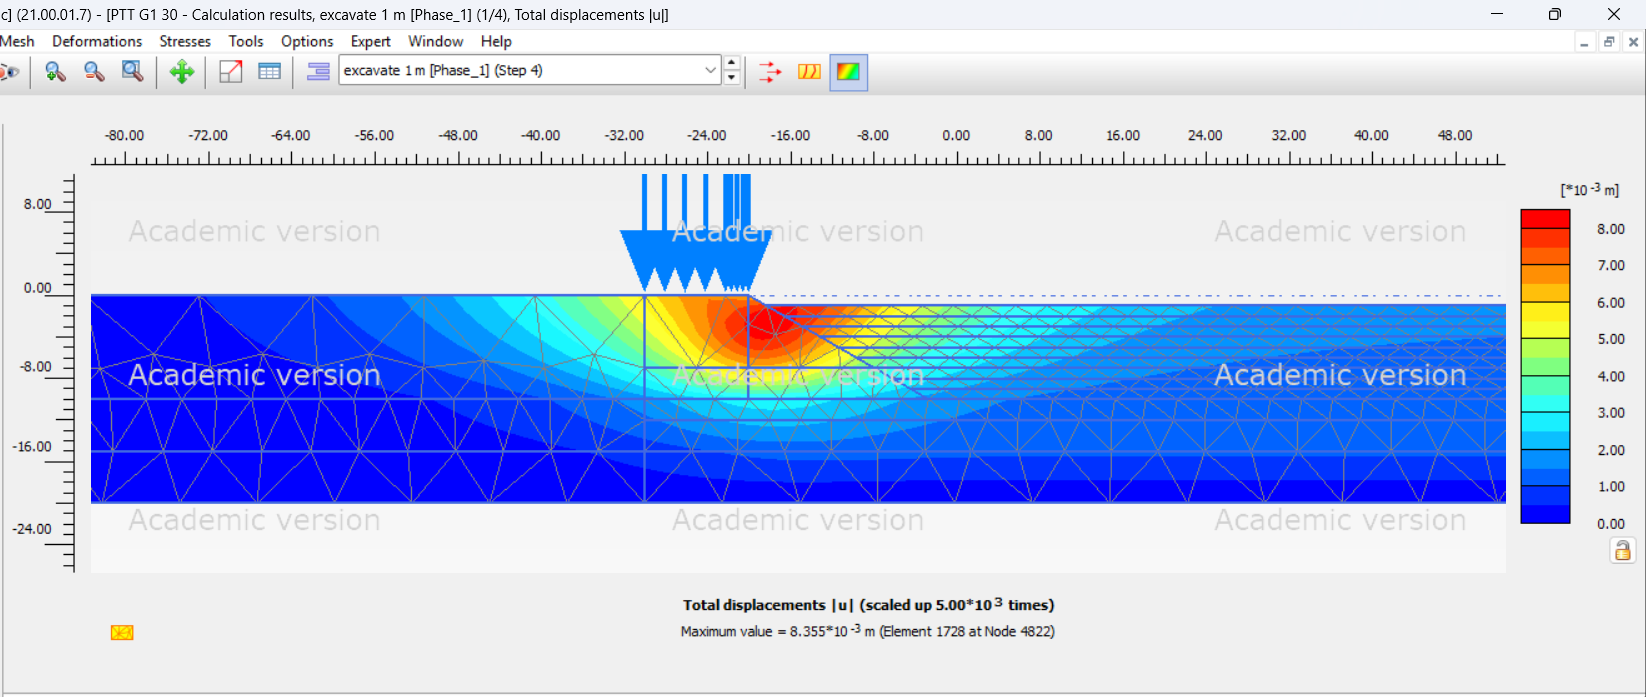 c] (21.00.01.7) - [PTT G1 30 - Calculation results, excavate 1 m [Phase_1] (1/4), Total displacements |u|]
Mesh Deformations Stresses Tools Options Expert Window Help
excavate 1 m [Phase_1] (Step 4)
-80.00 -72.00 -64.00 -56.00 -48.00 -40.00 -32.00 -24.00 -16.00 -8.00 0.00 8.00 16.00 24.00 32.00 40.00 48.00
[*10 -3 m]
8.00
0.00
-8.00
-16.00
-24.00
Academic version Academic version Academic version
Academic version Academic version Academic version
Academic version Academic version Academic version
8.00
7.00
6.00
5.00
4.00
3.00
2.00
1.00
0.00
Total displacements |u| (scaled up 5.00*10 3 times)
Maximum value = 8.355*10 -3 m (Element 1728 at Node 4822)